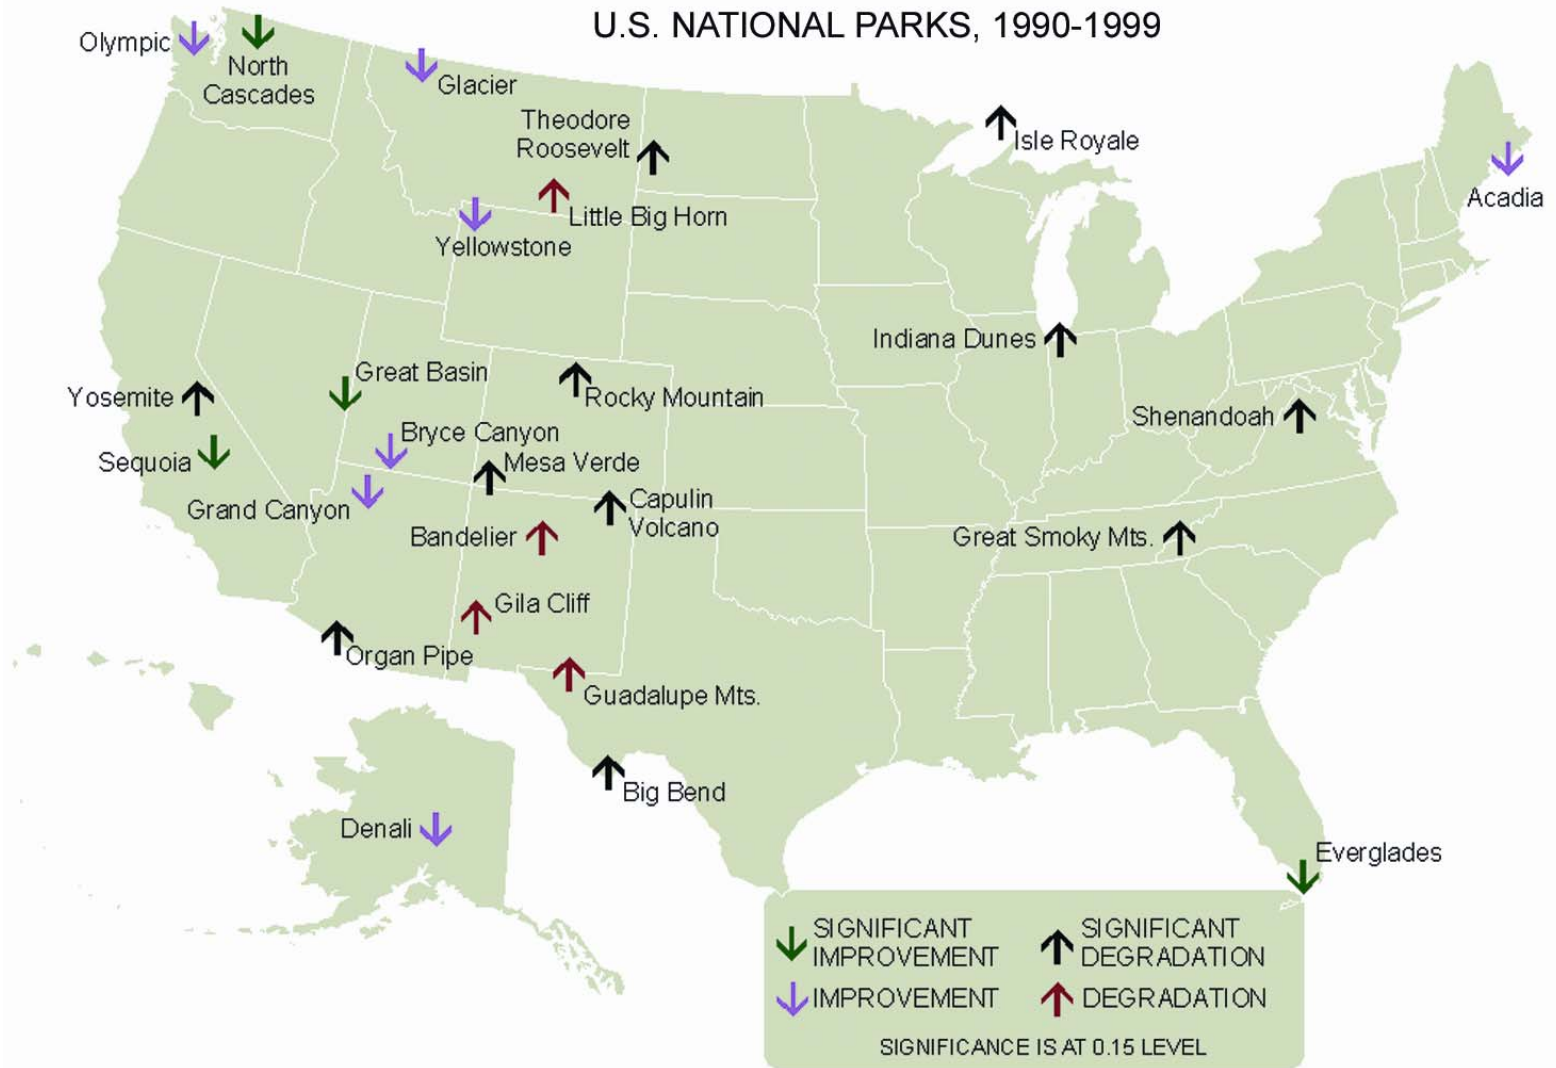 U.S. NATIONAL PARKS, 1990-1999
Olympic
North
Cascades
Glacier
Theodore
Roosevelt
Isle Royale
Acadia
Little Big Horn
Yellowstone
Indiana Dunes
Great Basin
Yosemite
Rocky Mountain
Shenandoah
Bryce Canyon
Sequoia
Mesa Verde
Grand Canyon
Capulin
Volcano
Bandelier
Great Smoky Mts.
Gila Cliff
Organ Pipe
Guadalupe Mts.
Big Bend
Denali
Everglades
SIGNIFICANT
IMPROVEMENT
SIGNIFICANT
DEGRADATION
IMPROVEMENT
DEGRADATION
SIGNIFICANCE IS AT 0.15 LEVEL